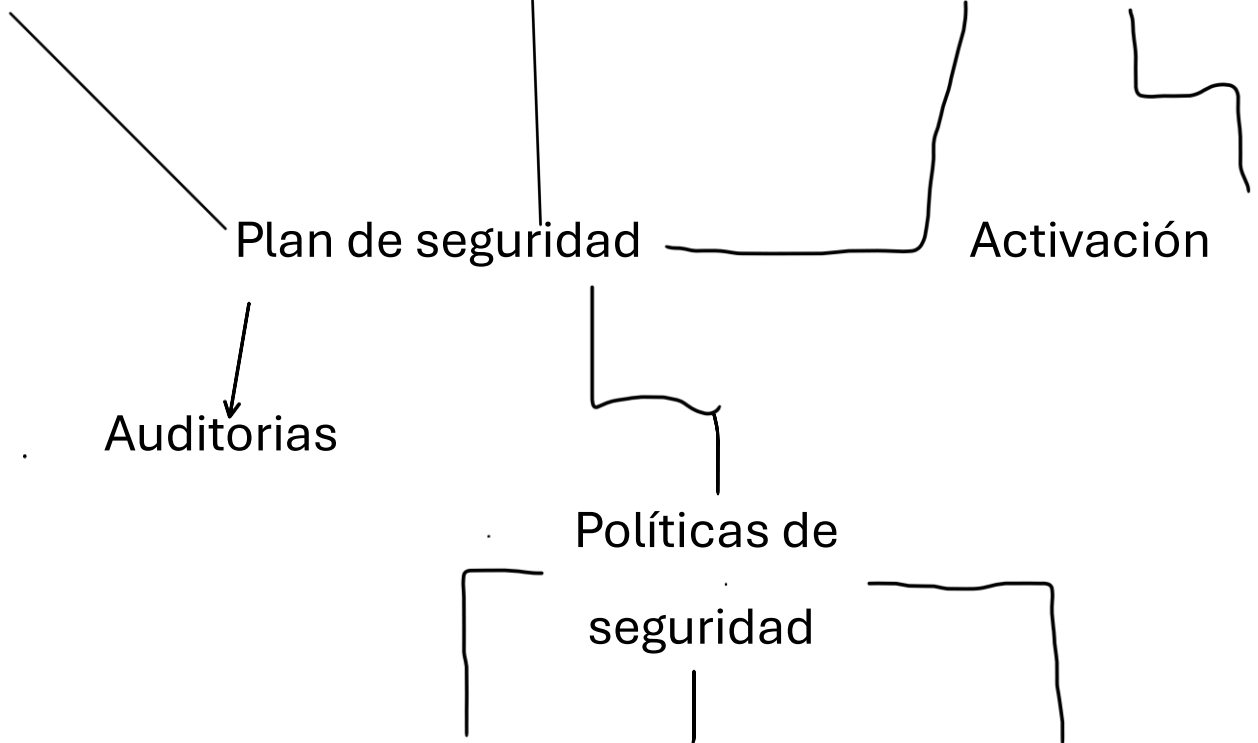 Plan de seguridad
Activación
Auditorias
Políticas de
seguridad